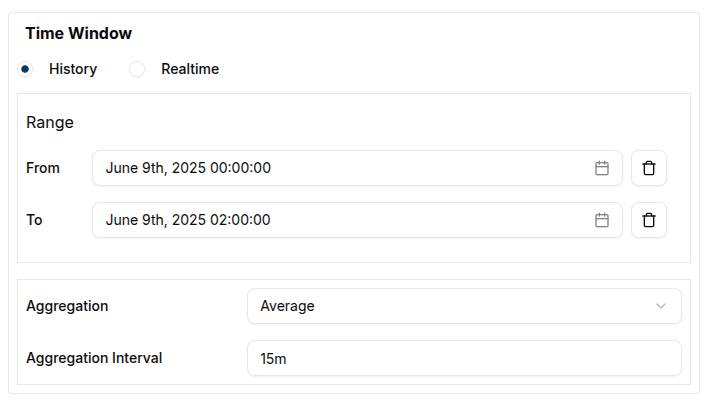 Time Window
History Realtime
Range
From June 9th, 2025 00:00:00
To June 9th, 2025 02:00:00
Aggregation Average
Aggregation Interval 15m